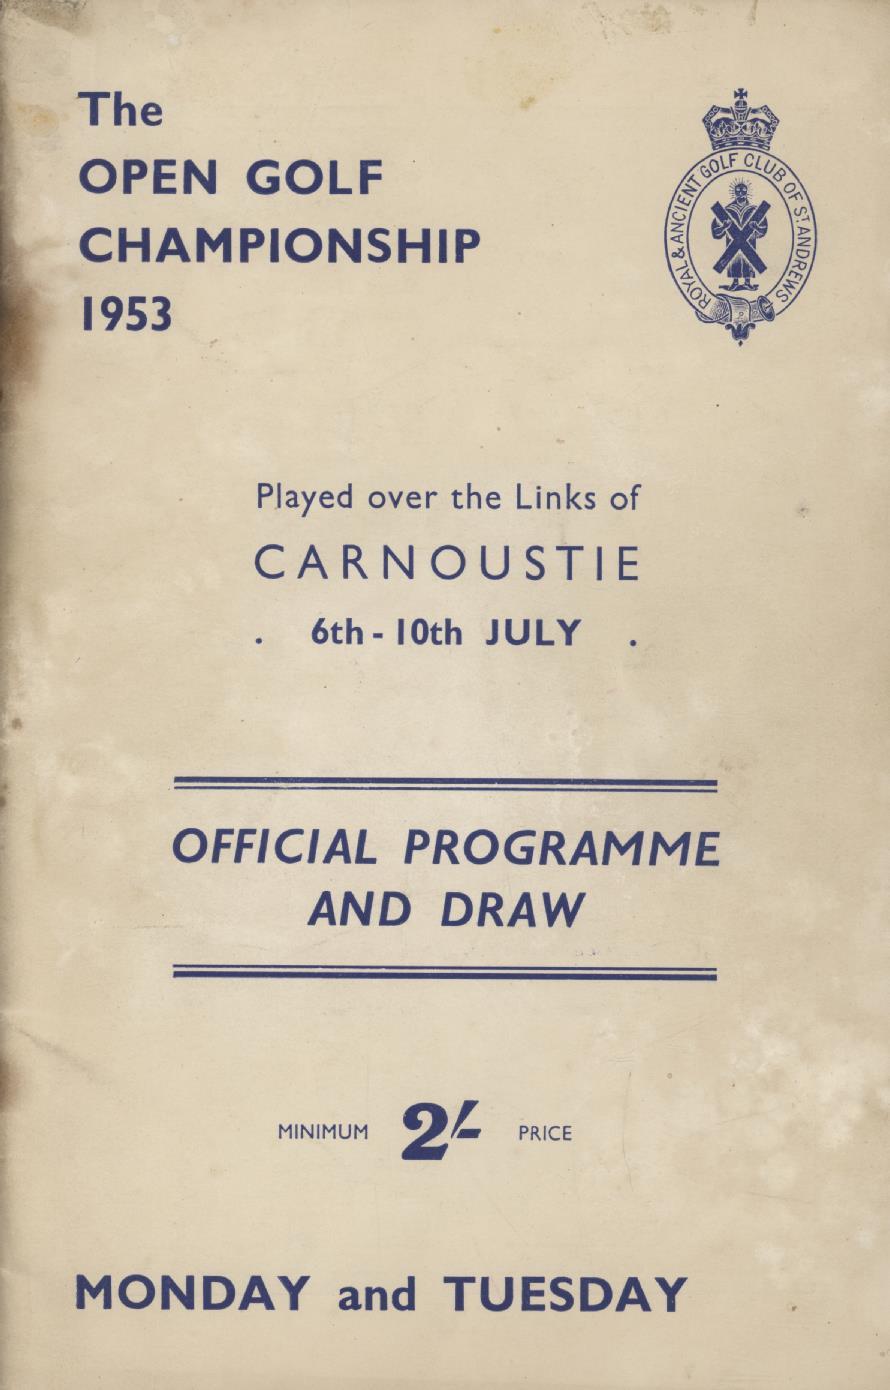 The
OPEN GOLF
CHAMPIONSHIP
1953
ROYAL & ANCIENT GOLF CLUB OF ST ANDREWS
Played over the Links of
CARNOUSTIE
. 6th - 10th JULY .
OFFICIAL PROGRAMME
AND DRAW
MINIMUM 2/- PRICE
MONDAY and TUESDAY